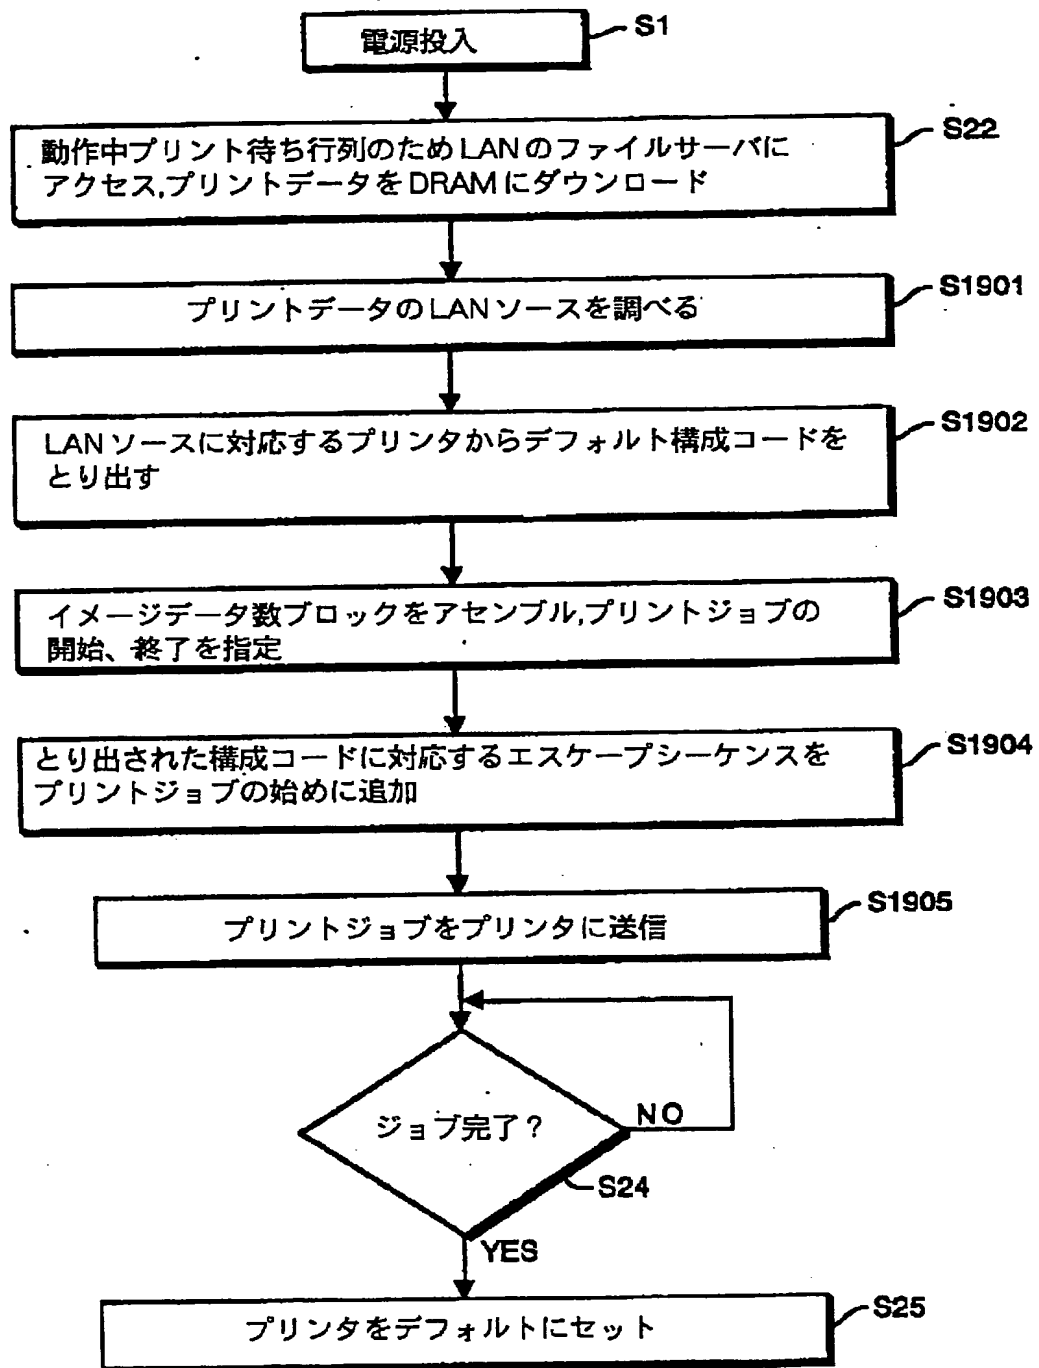 電源投入
S1
動作中プリント待ち行列のためLANのファイルサーバに
アクセス,プリントデータをDRAMにダウンロード
S22
プリントデータのLANソースを調べる
S1901
LANソースに対応するプリンタからデフォルト構成コードを
とり出す
S1902
イメージデータ数ブロックをアセンブル,プリントジョブの
開始、終了を指定
S1903
とり出された構成コードに対応するエスケープシーケンスを
プリントジョブの始めに追加
S1904
プリントジョブをプリンタに送信
S1905
ジョブ完了?
NO
S24
YES
プリンタをデフォルトにセット
S25